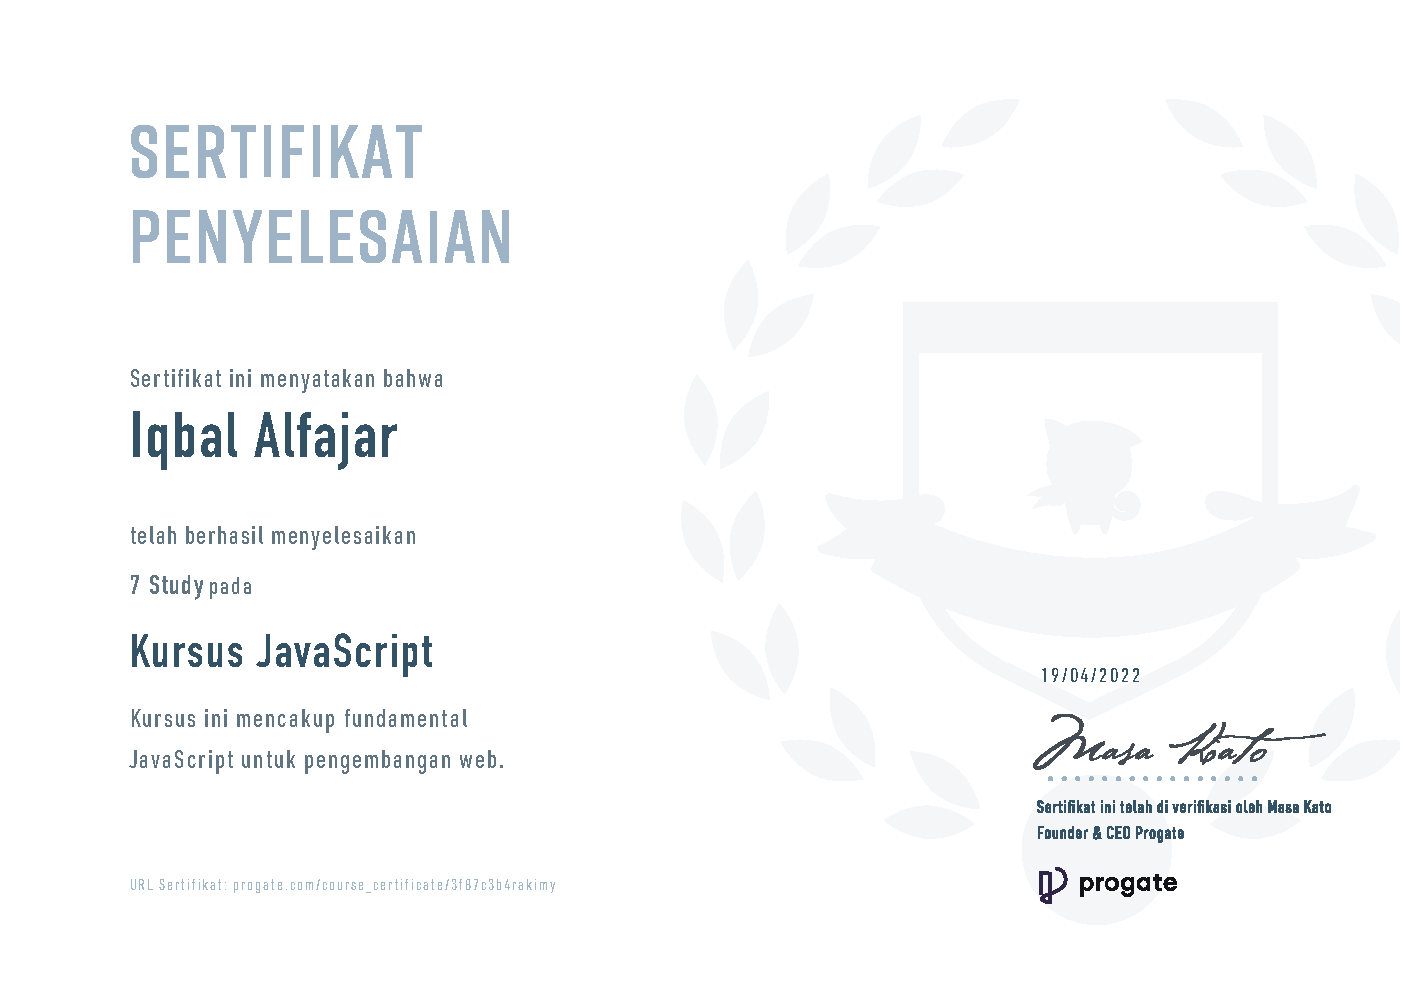 SERTIFIKAT
PENYELESAIAN
Sertifikat ini menyatakan bahwa
Iqbal Alfajar
telah berhasil menyelesaikan
7 Study pada
Kursus JavaScript
Kursus ini mencakup fundamental
JavaScript untuk pengembangan web.
19/04/2022
Masa Kato
Sertifikat ini telah di verifikasi oleh Masa Kato
Founder & CEO Progate
progate
URL Sertifikat: progate.com/course_certificate/3f87c3b4rakimy